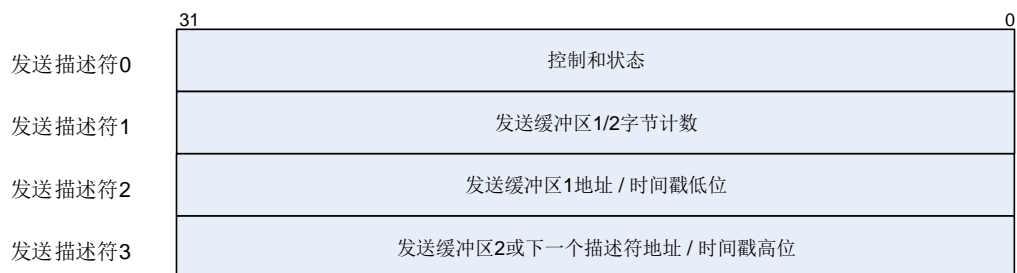 31 0
发送描述符0 控制和状态
发送描述符1 发送缓冲区1/2字节计数
发送描述符2 发送缓冲区1地址 / 时间戳低位
发送描述符3 发送缓冲区2或下一个描述符地址 / 时间戳高位